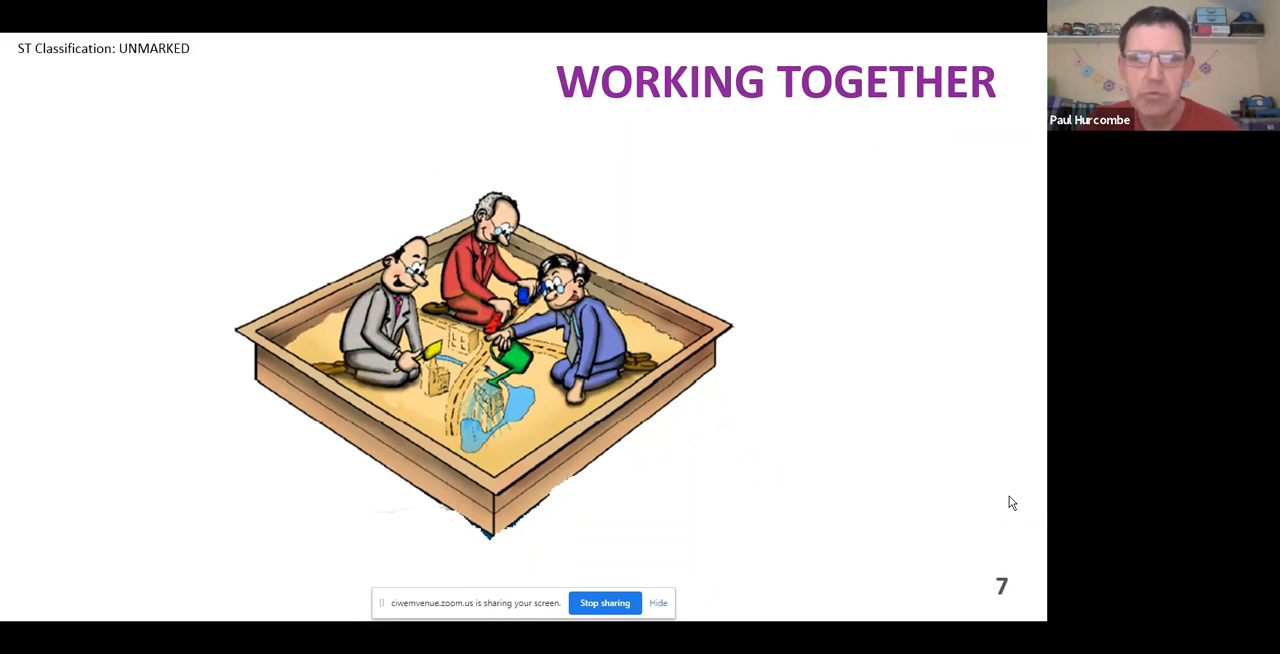 ST Classification: UNMARKED
WORKING TOGETHER
Paul Hurcombe
7
ciwemvenue.zoom.us is sharing your screen.
Stop sharing
Hide